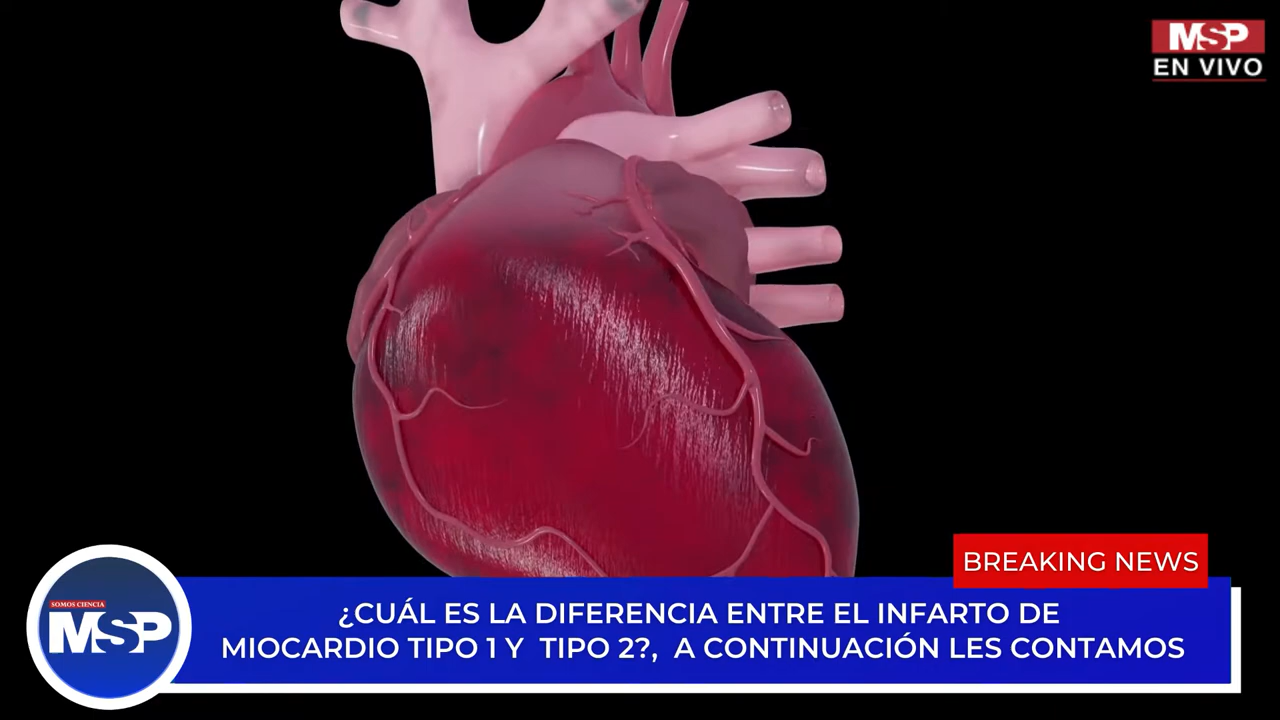 MSP
EN VIVO
BREAKING NEWS
SOMOS CIENCIA
MSP
¿CUÁL ES LA DIFERENCIA ENTRE EL INFARTO DE
MIOCARDIO TIPO 1 Y  TIPO 2?,  A CONTINUACIÓN LES CONTAMOS